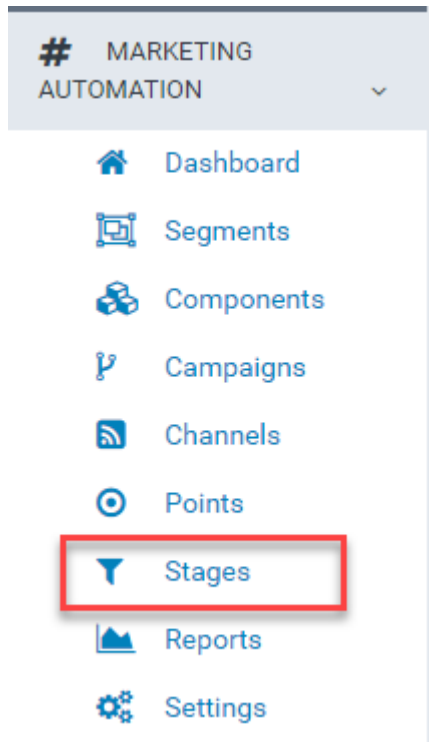 # MARKETING
AUTOMATION
Dashboard
Segments
Components
Campaigns
Channels
Points
Stages
Reports
Settings